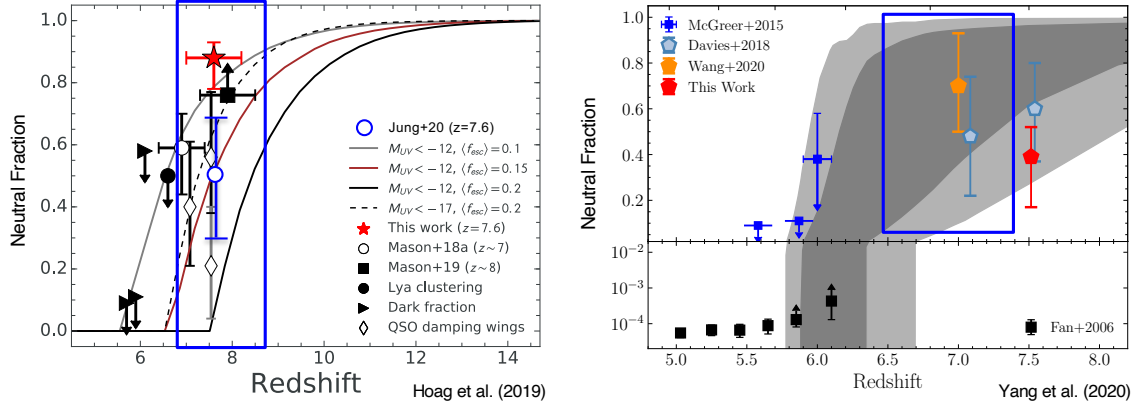 1.0
0.8
0.6
0.4
0.2
0.0
Neutral Fraction
6
8
10
12
14
Redshift
Jung+20 (z=7.6)
M_UV<−12, ⟨f_esc⟩=0.1
M_UV<−12, ⟨f_esc⟩=0.15
M_UV<−12, ⟨f_esc⟩=0.2
M_UV<−17, ⟨f_esc⟩=0.2
This work (z=7.6)
Mason+18a (z~7)
Mason+19 (z~8)
Lya clustering
Dark fraction
QSO damping wings
Hoag et al. (2019)
1.0
0.8
0.6
0.4
0.2
10⁻²
10⁻³
10⁻⁴
Neutral Fraction
McGreer+2015
Davies+2018
Wang+2020
This Work
Fan+2006
5.0
5.5
6.0
6.5
7.0
7.5
8.0
Redshift
Yang et al. (2020)